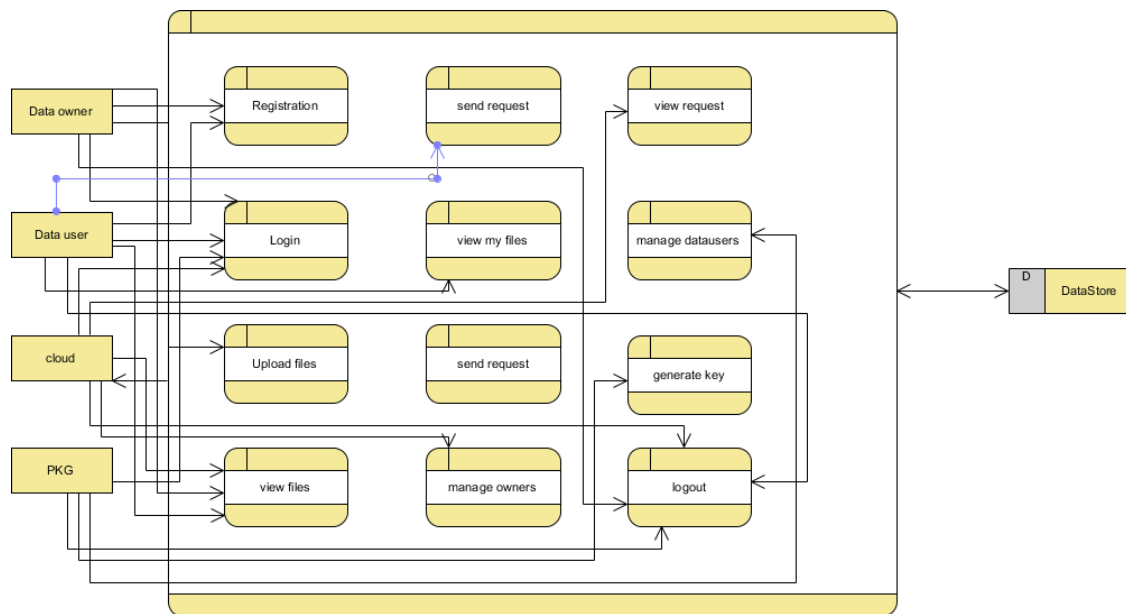 Data owner
Registration
send request
view request
Data user
Login
view my files
manage datausers
D
DataStore
cloud
Upload files
send request
generate key
PKG
view files
manage owners
logout